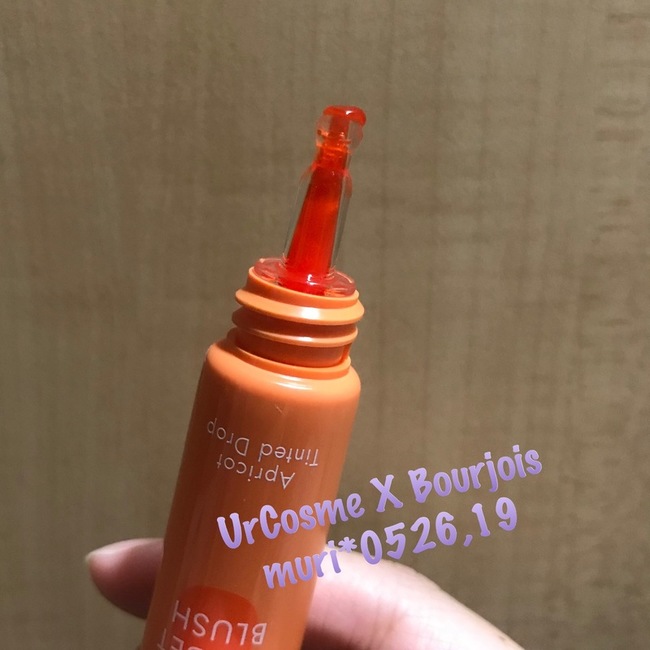 Apricot
Tinted Drop
UrCosme X Bourjois
muri*0526,19
BLUSH